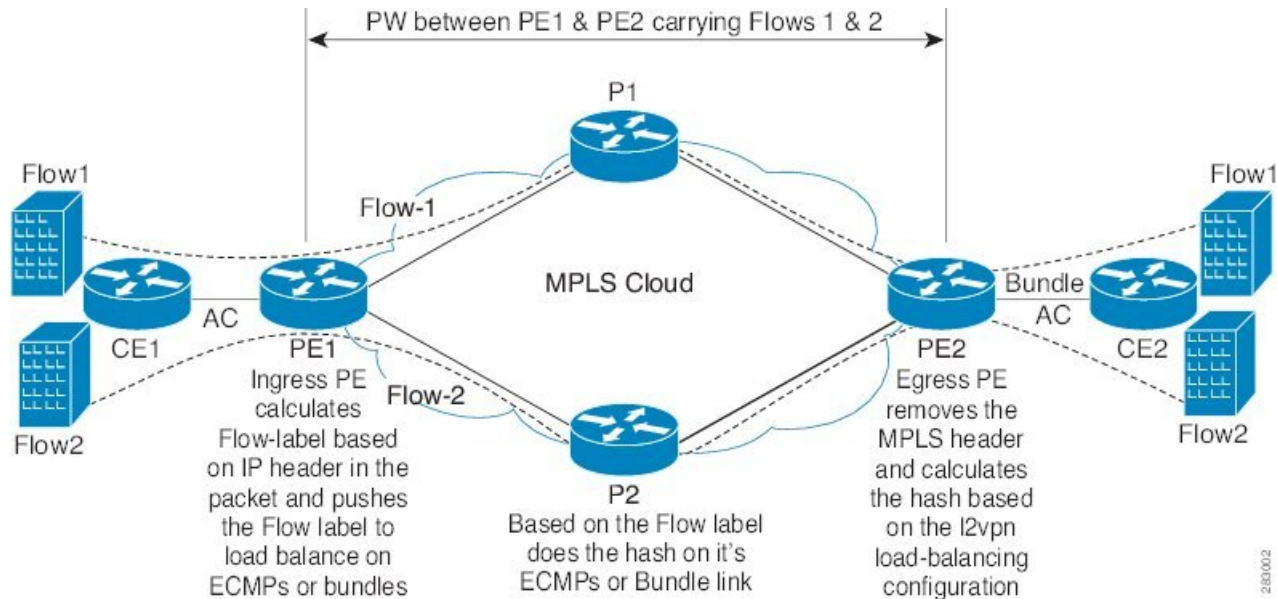 PW between PE1 & PE2 carrying Flows 1 & 2
P1
Flow1
Flow-1
Flow1
MPLS Cloud
Bundle
AC
AC
CE1
PE1
PE2
CE2
Flow-2
Flow2
Flow2
Ingress PE
calculates
Flow-label based
on IP header in the
packet and pushes
the Flow label to
load balance on
ECMPs or bundles
P2
Based on the Flow label
does the hash on it's
ECMPs or Bundle link
Egress PE
removes the
MPLS header
and calculates
the hash based
on the l2vpn
load-balancing
configuration
283002